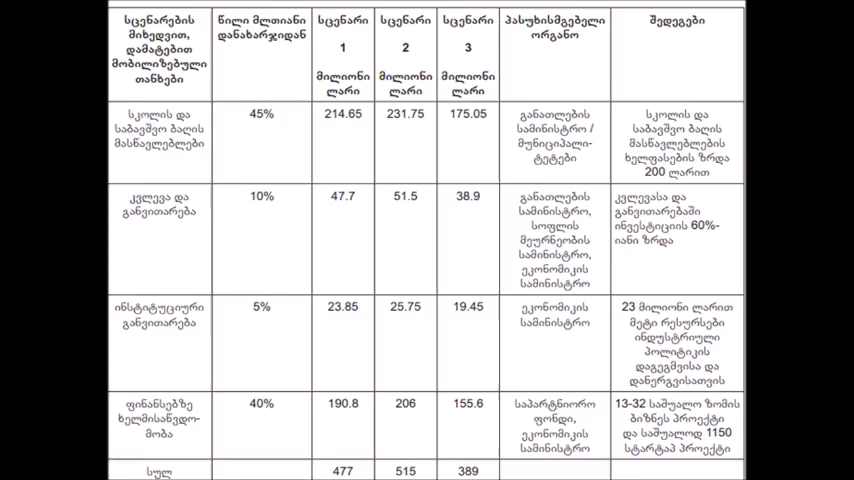 სცენარების მიხედვით, დამატებით მობილიზებული თანხები
წილი მლთიანი დანახარჯიდან
სცენარი 1 მილიონი ლარი
სცენარი 2 მილიონი ლარი
სცენარი 3 მილიონი ლარი
პასუხისმგებელი ორგანო
შედეგები
სკოლის და საბავშვო ბაღის მასწავლებლები
45%
214.65
231.75
175.05
განათლების სამინისტრო / მუნიციპალი-ტეტები
სკოლის და საბავშვო ბაღის მასწავლებლების ხელფასების ზრდა 200 ლარით
კვლევა და განვითარება
10%
47.7
51.5
38.9
განათლების სამინისტრო, სოფლის მეურნეობის სამინისტრო, ეკონომიკის სამინისტრო
კვლევასა და განვითარებაში ინვესტიციის 60%-იანი ზრდა
ინსტიტუციური განვითარება
5%
23.85
25.75
19.45
ეკონომიკის სამინისტრო
23 მილიონი ლარით მეტი რესურსები ინდუსტრიული პოლიტიკის დაგეგმვისა და დანერგვისათვის
ფინანსებზე ხელმისაწვდო-მობა
40%
190.8
206
155.6
საპარტნიორო ფონდი, ეკონომიკის სამინისტრო
13-32 საშუალო ზომის ბიზნეს პროექტი და საშუალოდ 1150 სტარტაპ პროექტი
სულ
477
515
389